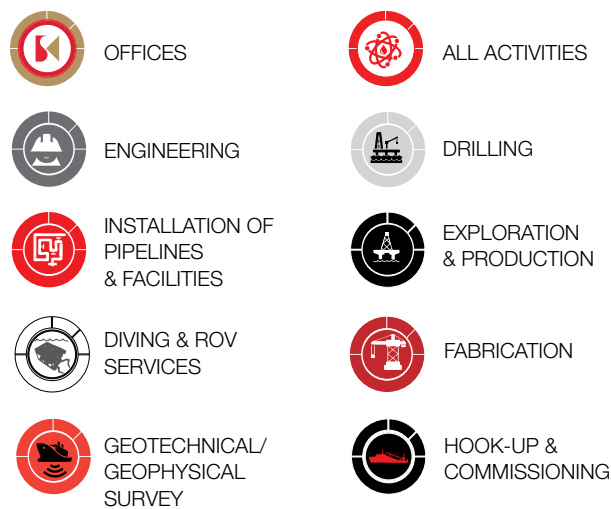 OFFICES
ALL ACTIVITIES
ENGINEERING
DRILLING
INSTALLATION OF
PIPELINES
& FACILITIES
EXPLORATION
& PRODUCTION
DIVING & ROV
SERVICES
FABRICATION
GEOTECHNICAL/
GEOPHYSICAL
SURVEY
HOOK-UP &
COMMISSIONING